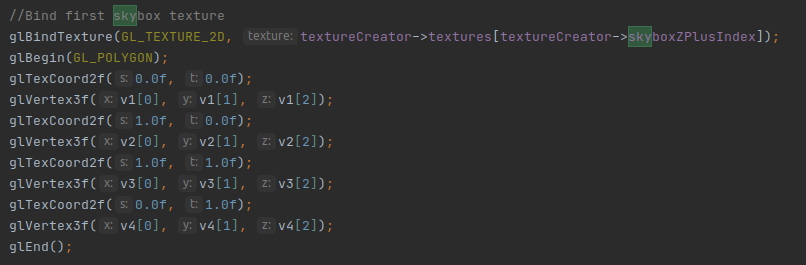 //Bind first skybox texture
glBindTexture(GL_TEXTURE_2D, texture: textureCreator->textures[textureCreator->skyboxZPlusIndex]);
glBegin(GL_POLYGON);
glTexCoord2f( s: 0.0f, t: 0.0f);
glVertex3f( x: v1[0], y: v1[1], z: v1[2]);
glTexCoord2f( s: 1.0f, t: 0.0f);
glVertex3f( x: v2[0], y: v2[1], z: v2[2]);
glTexCoord2f( s: 1.0f, t: 1.0f);
glVertex3f( x: v3[0], y: v3[1], z: v3[2]);
glTexCoord2f( s: 0.0f, t: 1.0f);
glVertex3f( x: v4[0], y: v4[1], z: v4[2]);
glEnd();